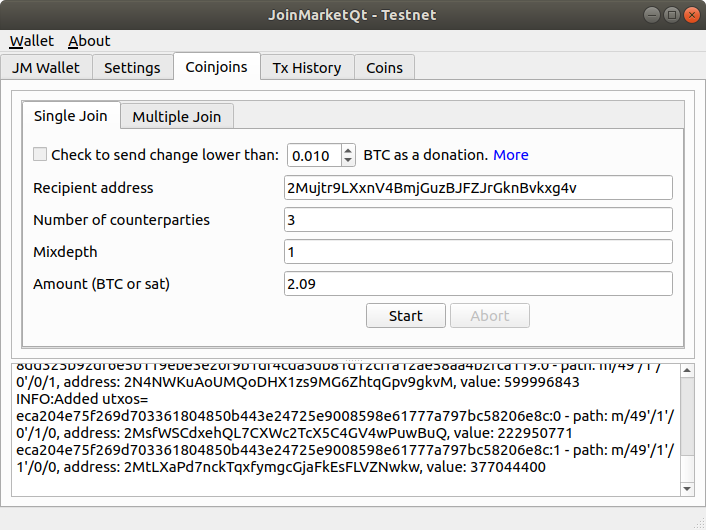 JoinMarketQt - Testnet
Wallet About
JM Wallet Settings Coinjoins Tx History Coins
Single Join Multiple Join
Check to send change lower than: 0.010 BTC as a donation. More
Recipient address 2Mujtr9LXxnV4BmjGuzBJFZJrGknBvkxg4v
Number of counterparties 3
Mixdepth 1
Amount (BTC or sat) 2.09
Start Abort
- path: m/49'/1'/
0'/0/1, address: 2N4NWKuAoUMQoDHX1zs9MG6ZhtqGpv9gkvM, value: 599996843
INFO:Added utxos=
eca204e75f269d703361804850b443e24725e9008598e61777a797bc58206e8c:0 - path: m/49'/1'/
0'/1/0, address: 2MsfWSCdxehQL7CXWc2TcX5C4GV4wPuwBuQ, value: 222950771
eca204e75f269d703361804850b443e24725e9008598e61777a797bc58206e8c:1 - path: m/49'/1'/
1'/0/0, address: 2MtLXaPd7nckTqxfymgcGjaFkEsFLVZNwkw, value: 377044400